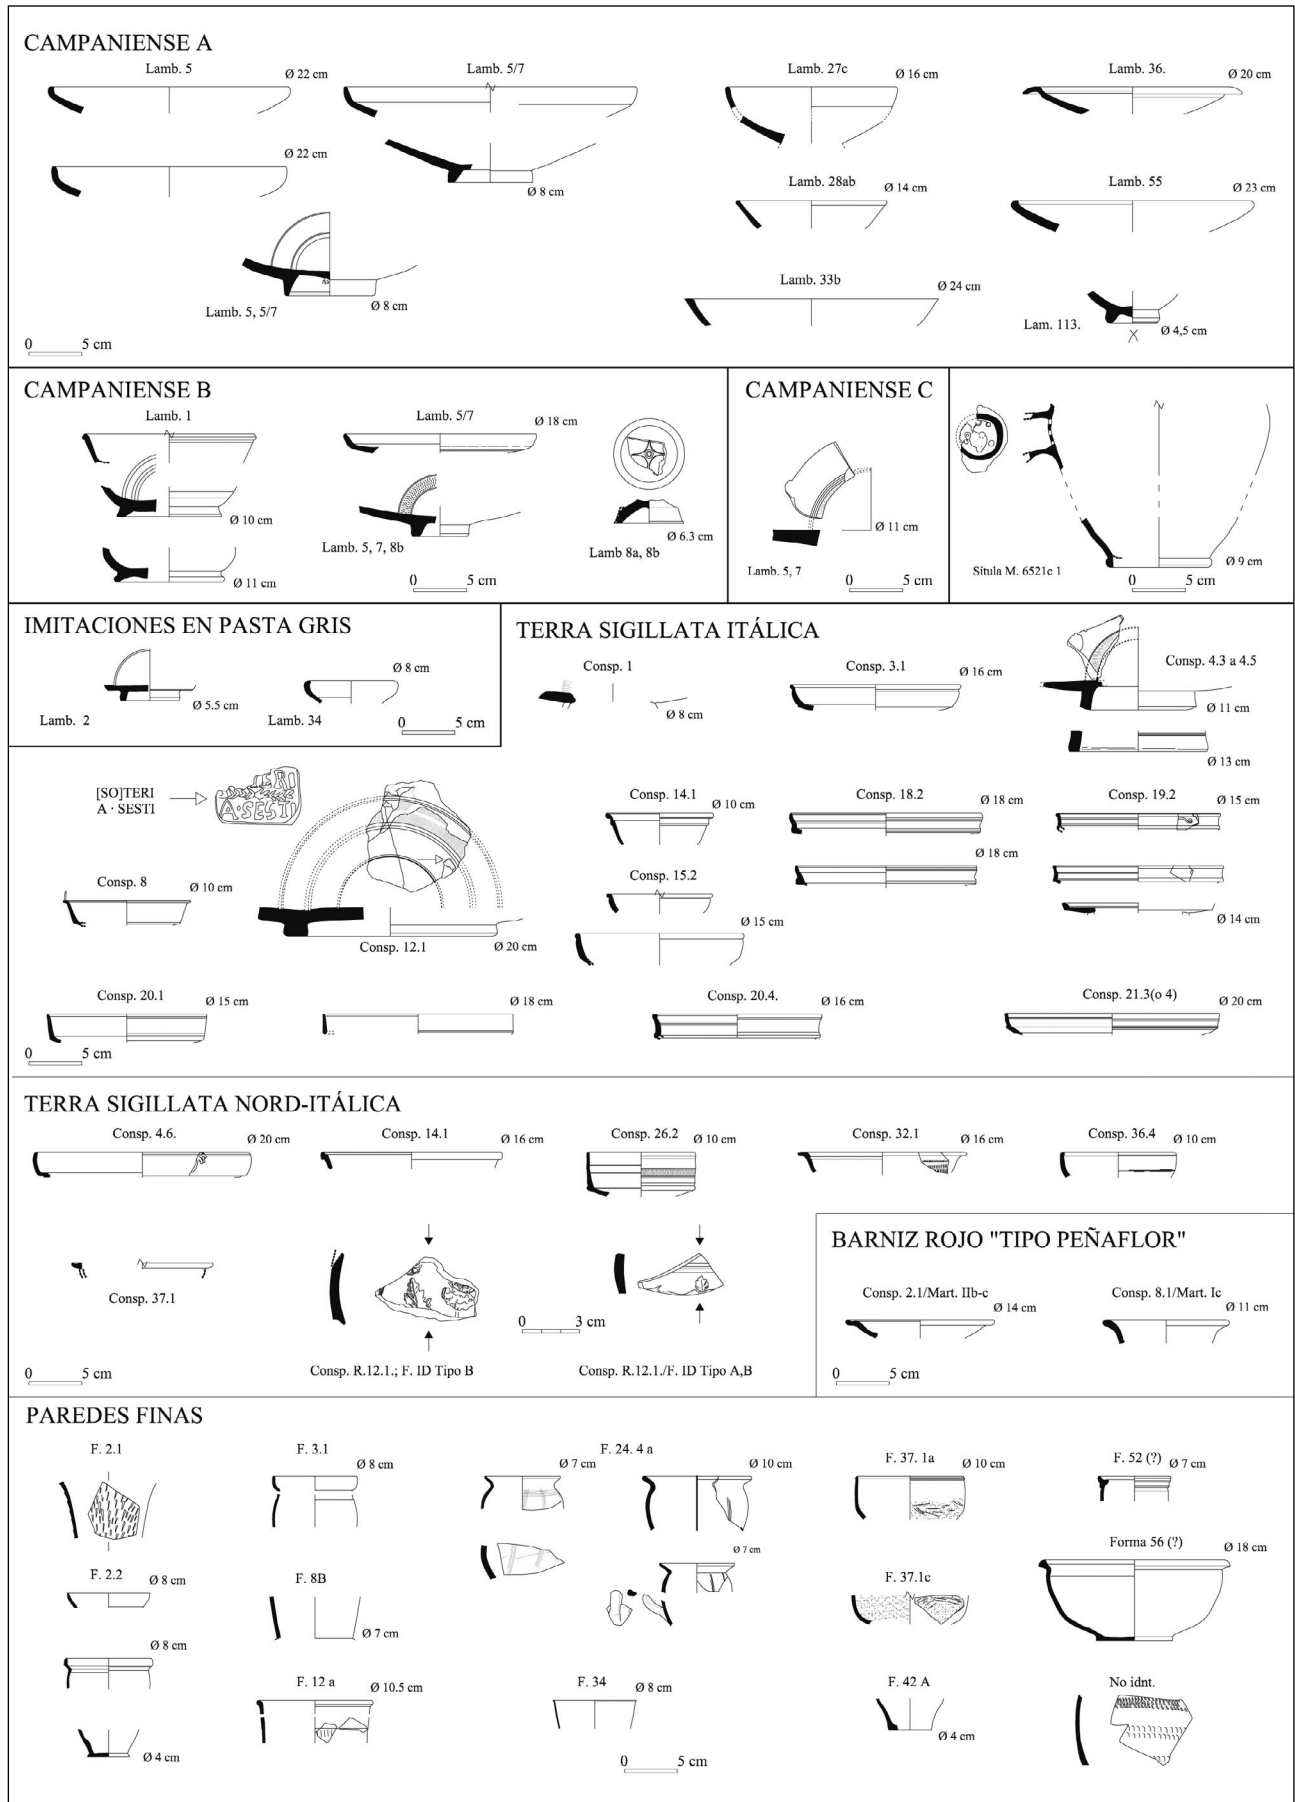 CAMPANIENSE A
Lamb. 5
Ø 22 cm
Lamb. 5/7
Lamb. 27c
Ø 16 cm
Lamb. 36.
Ø 20 cm
Ø 22 cm
Ø 8 cm
Lamb. 28ab
Ø 14 cm
Lamb. 55
Ø 23 cm
Lamb. 5, 5/7
Ø 8 cm
Lamb. 33b
Ø 24 cm
Lam. 113.
Ø 4,5 cm
0 5 cm
CAMPANIENSE B
Lamb. 1
Ø 10 cm
Ø 11 cm
Lamb. 5/7
Ø 18 cm
Lamb. 5, 7, 8b
Ø 6.3 cm
Lamb 8a, 8b
0 5 cm
CAMPANIENSE C
Ø 11 cm
Lamb. 5, 7
0 5 cm
Sítula M. 6521c 1
Ø 9 cm
0 5 cm
IMITACIONES EN PASTA GRIS
Ø 5.5 cm
Lamb. 2
Ø 8 cm
Lamb. 34
0 5 cm
TERRA SIGILLATA ITÁLICA
Consp. 1
Ø 8 cm
Consp. 3.1
Ø 16 cm
Consp. 4.3 a 4.5
Ø 11 cm
Ø 13 cm
[SO]TERI
A · SESTI
A·SESTI
Consp. 14.1
Ø 10 cm
Consp. 18.2
Ø 18 cm
Consp. 19.2
Ø 15 cm
Ø 18 cm
Consp. 8
Ø 10 cm
Consp. 15.2
Ø 15 cm
Ø 14 cm
Consp. 12.1
Ø 20 cm
Consp. 20.1
Ø 15 cm
Ø 18 cm
Consp. 20.4.
Ø 16 cm
Consp. 21.3(o 4)
Ø 20 cm
0 5 cm
TERRA SIGILLATA NORD-ITÁLICA
Consp. 4.6.
Ø 20 cm
Consp. 14.1
Ø 16 cm
Consp. 26.2
Ø 10 cm
Consp. 32.1
Ø 16 cm
Consp. 36.4
Ø 10 cm
Consp. 37.1
0 3 cm
Consp. R.12.1.; F. ID Tipo B
Consp. R.12.1./F. ID Tipo A,B
0 5 cm
BARNIZ ROJO "TIPO PEÑAFLOR"
Consp. 2.1/Mart. IIb-c
Ø 14 cm
Consp. 8.1/Mart. Ic
Ø 11 cm
0 5 cm
PAREDES FINAS
F. 2.1
F. 3.1
Ø 8 cm
F. 24. 4 a
Ø 7 cm
Ø 10 cm
F. 37. 1a
Ø 10 cm
F. 52 (?)
Ø 7 cm
F. 2.2
Ø 8 cm
F. 8B
Ø 7 cm
Ø 7 cm
F. 37.1c
Forma 56 (?)
Ø 18 cm
Ø 8 cm
F. 12 a
Ø 10.5 cm
F. 34
Ø 8 cm
F. 42 A
Ø 4 cm
No idnt.
Ø 4 cm
0 5 cm